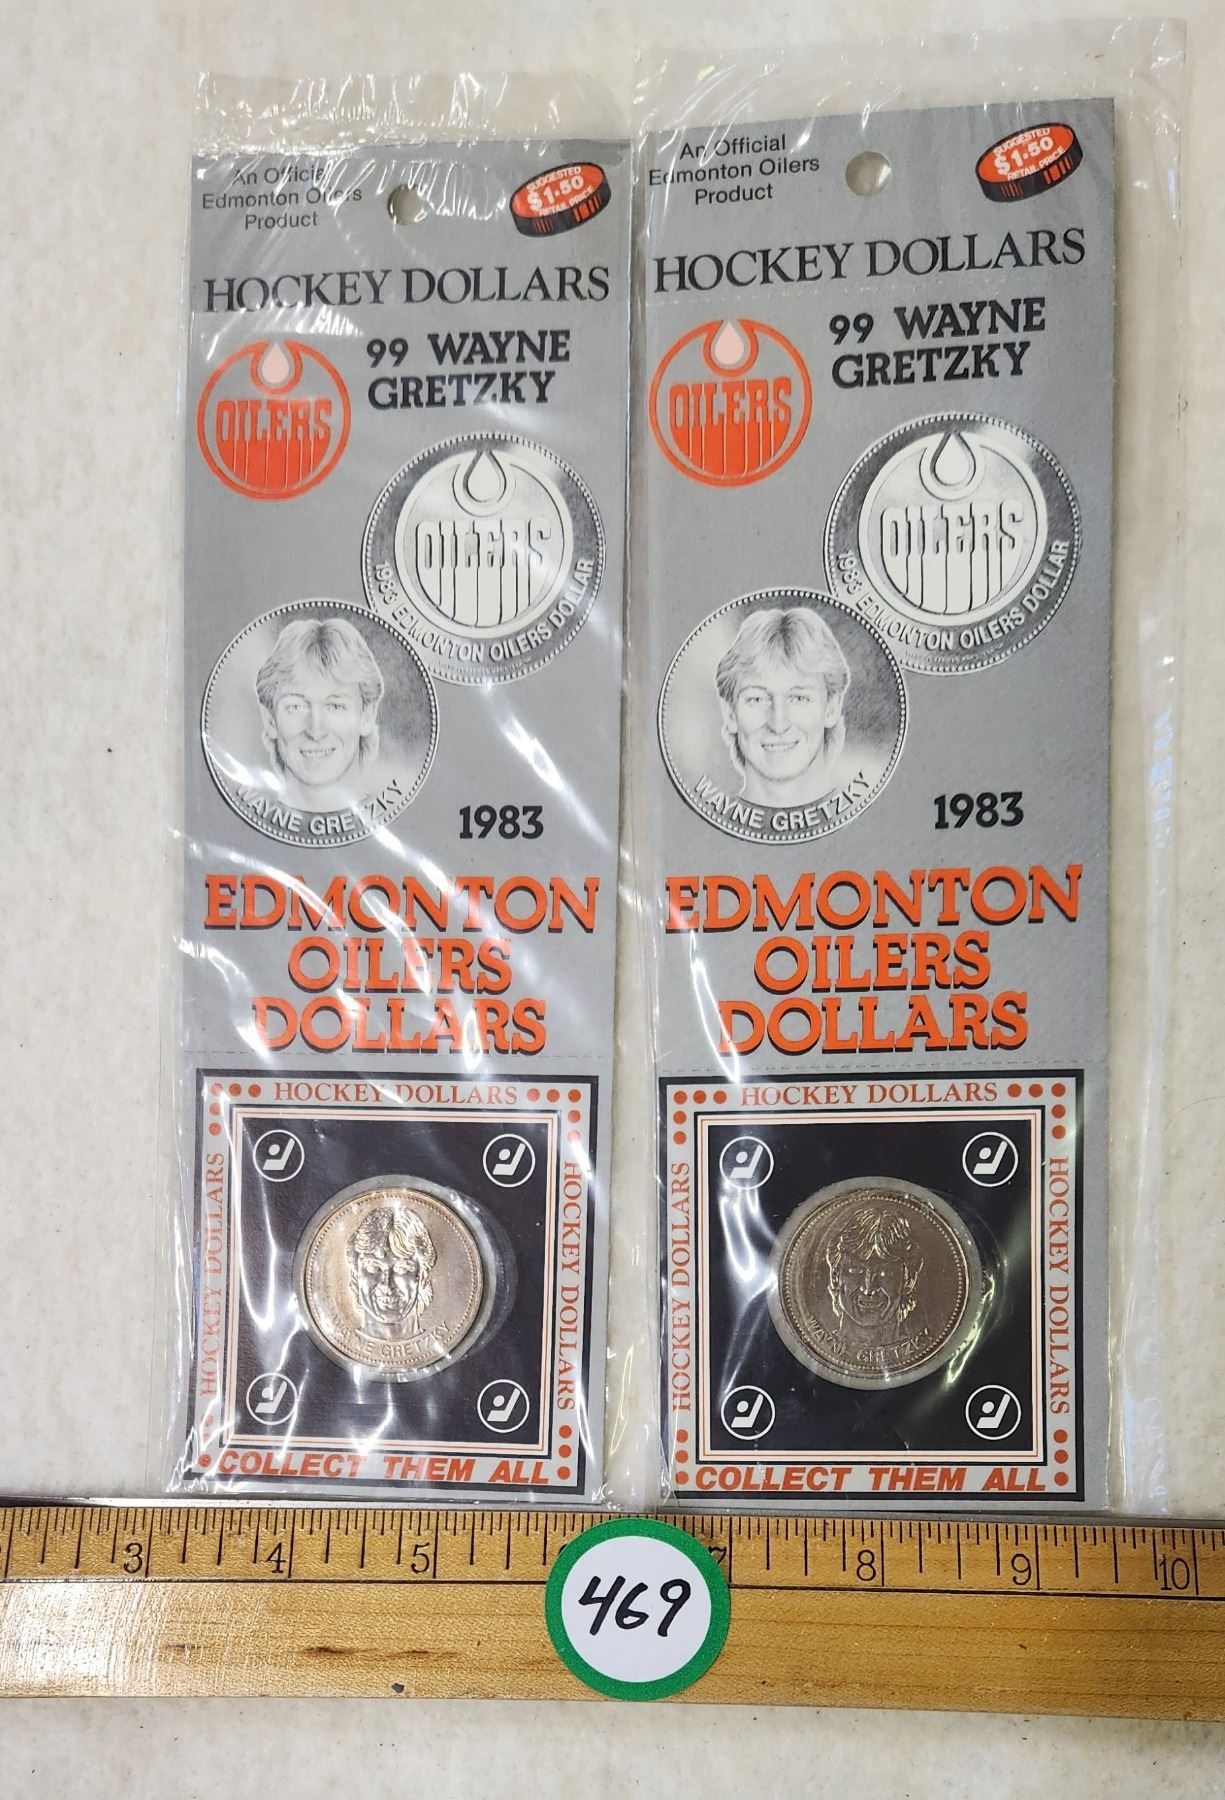 An Official
Edmonton Oilers
Product
SUGGESTED
$1.50
RETAIL PRICE
HOCKEY DOLLARS
99 WAYNE
GRETZKY
OILERS
OILERS
1983 EDMONTON OILERS DOLLAR
WAYNE GRETZKY
1983
EDMONTON
OILERS
DOLLARS
HOCKEY DOLLARS
HOCKEY DOLLARS
HOCKEY DOLLARS
WAYNE GRETZKY
COLLECT THEM ALL
An Official
Edmonton Oilers
Product
SUGGESTED
$1.50
RETAIL PRICE
HOCKEY DOLLARS
99 WAYNE
GRETZKY
OILERS
OILERS
1983 EDMONTON OILERS DOLLAR
WAYNE GRETZKY
1983
EDMONTON
OILERS
DOLLARS
HOCKEY DOLLARS
HOCKEY DOLLARS
HOCKEY DOLLARS
WAYNE GRETZKY
COLLECT THEM ALL
3 4 5 7 8 9 10
469